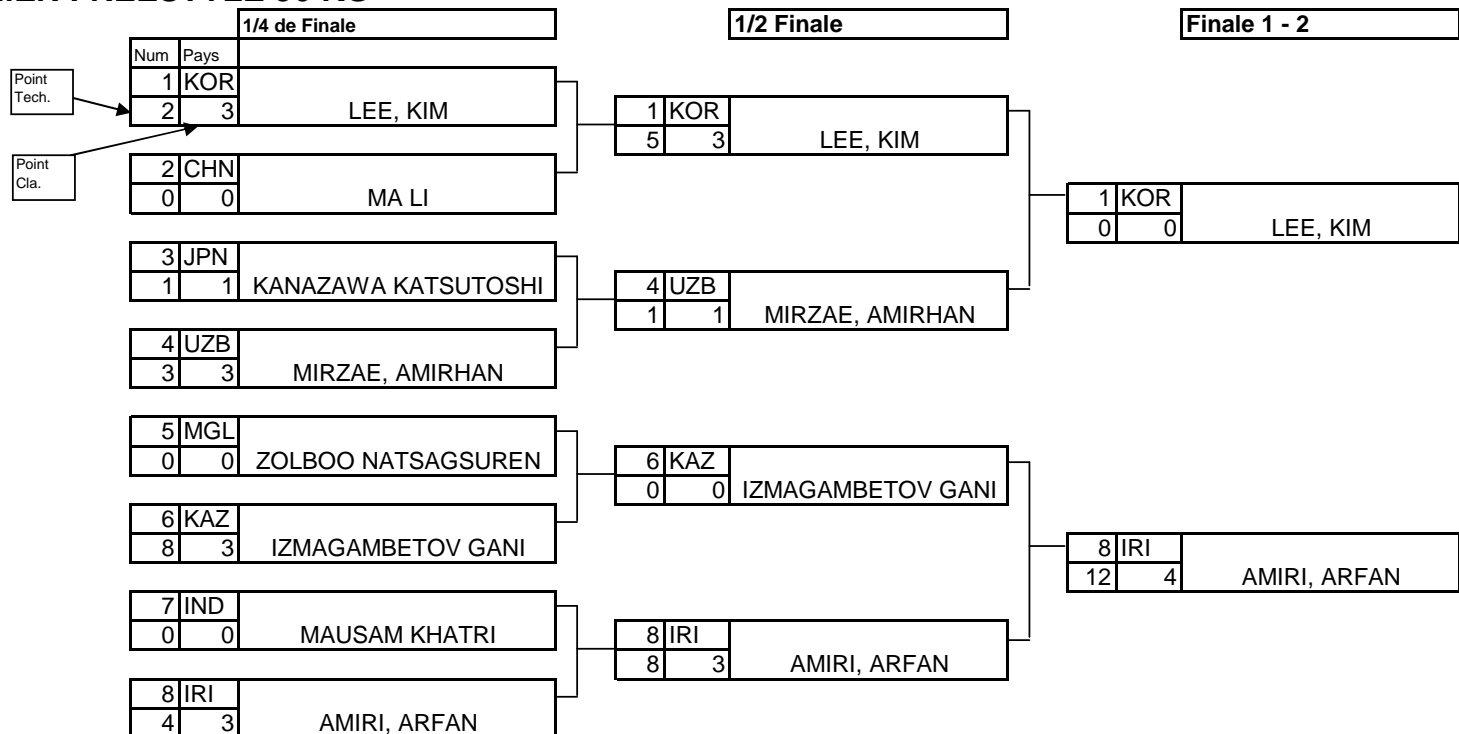 1/4 de Finale 1/2 Finale Finale 1 - 2
Num Pays
Point
Tech.
1 KOR
2 3 LEE, KIM
1 KOR
5 3 LEE, KIM
Point
Cla.
2 CHN
0 0 MA LI
1 KOR
0 0 LEE, KIM
3 JPN
1 1 KANAZAWA KATSUTOSHI
4 UZB
1 1 MIRZAE, AMIRHAN
4 UZB
3 3 MIRZAE, AMIRHAN
5 MGL
0 0 ZOLBOO NATSAGSUREN
6 KAZ
0 0 IZMAGAMBETOV GANI
6 KAZ
8 3 IZMAGAMBETOV GANI
8 IRI
12 4 AMIRI, ARFAN
7 IND
0 0 MAUSAM KHATRI
8 IRI
8 3 AMIRI, ARFAN
8 IRI
4 3 AMIRI, ARFAN